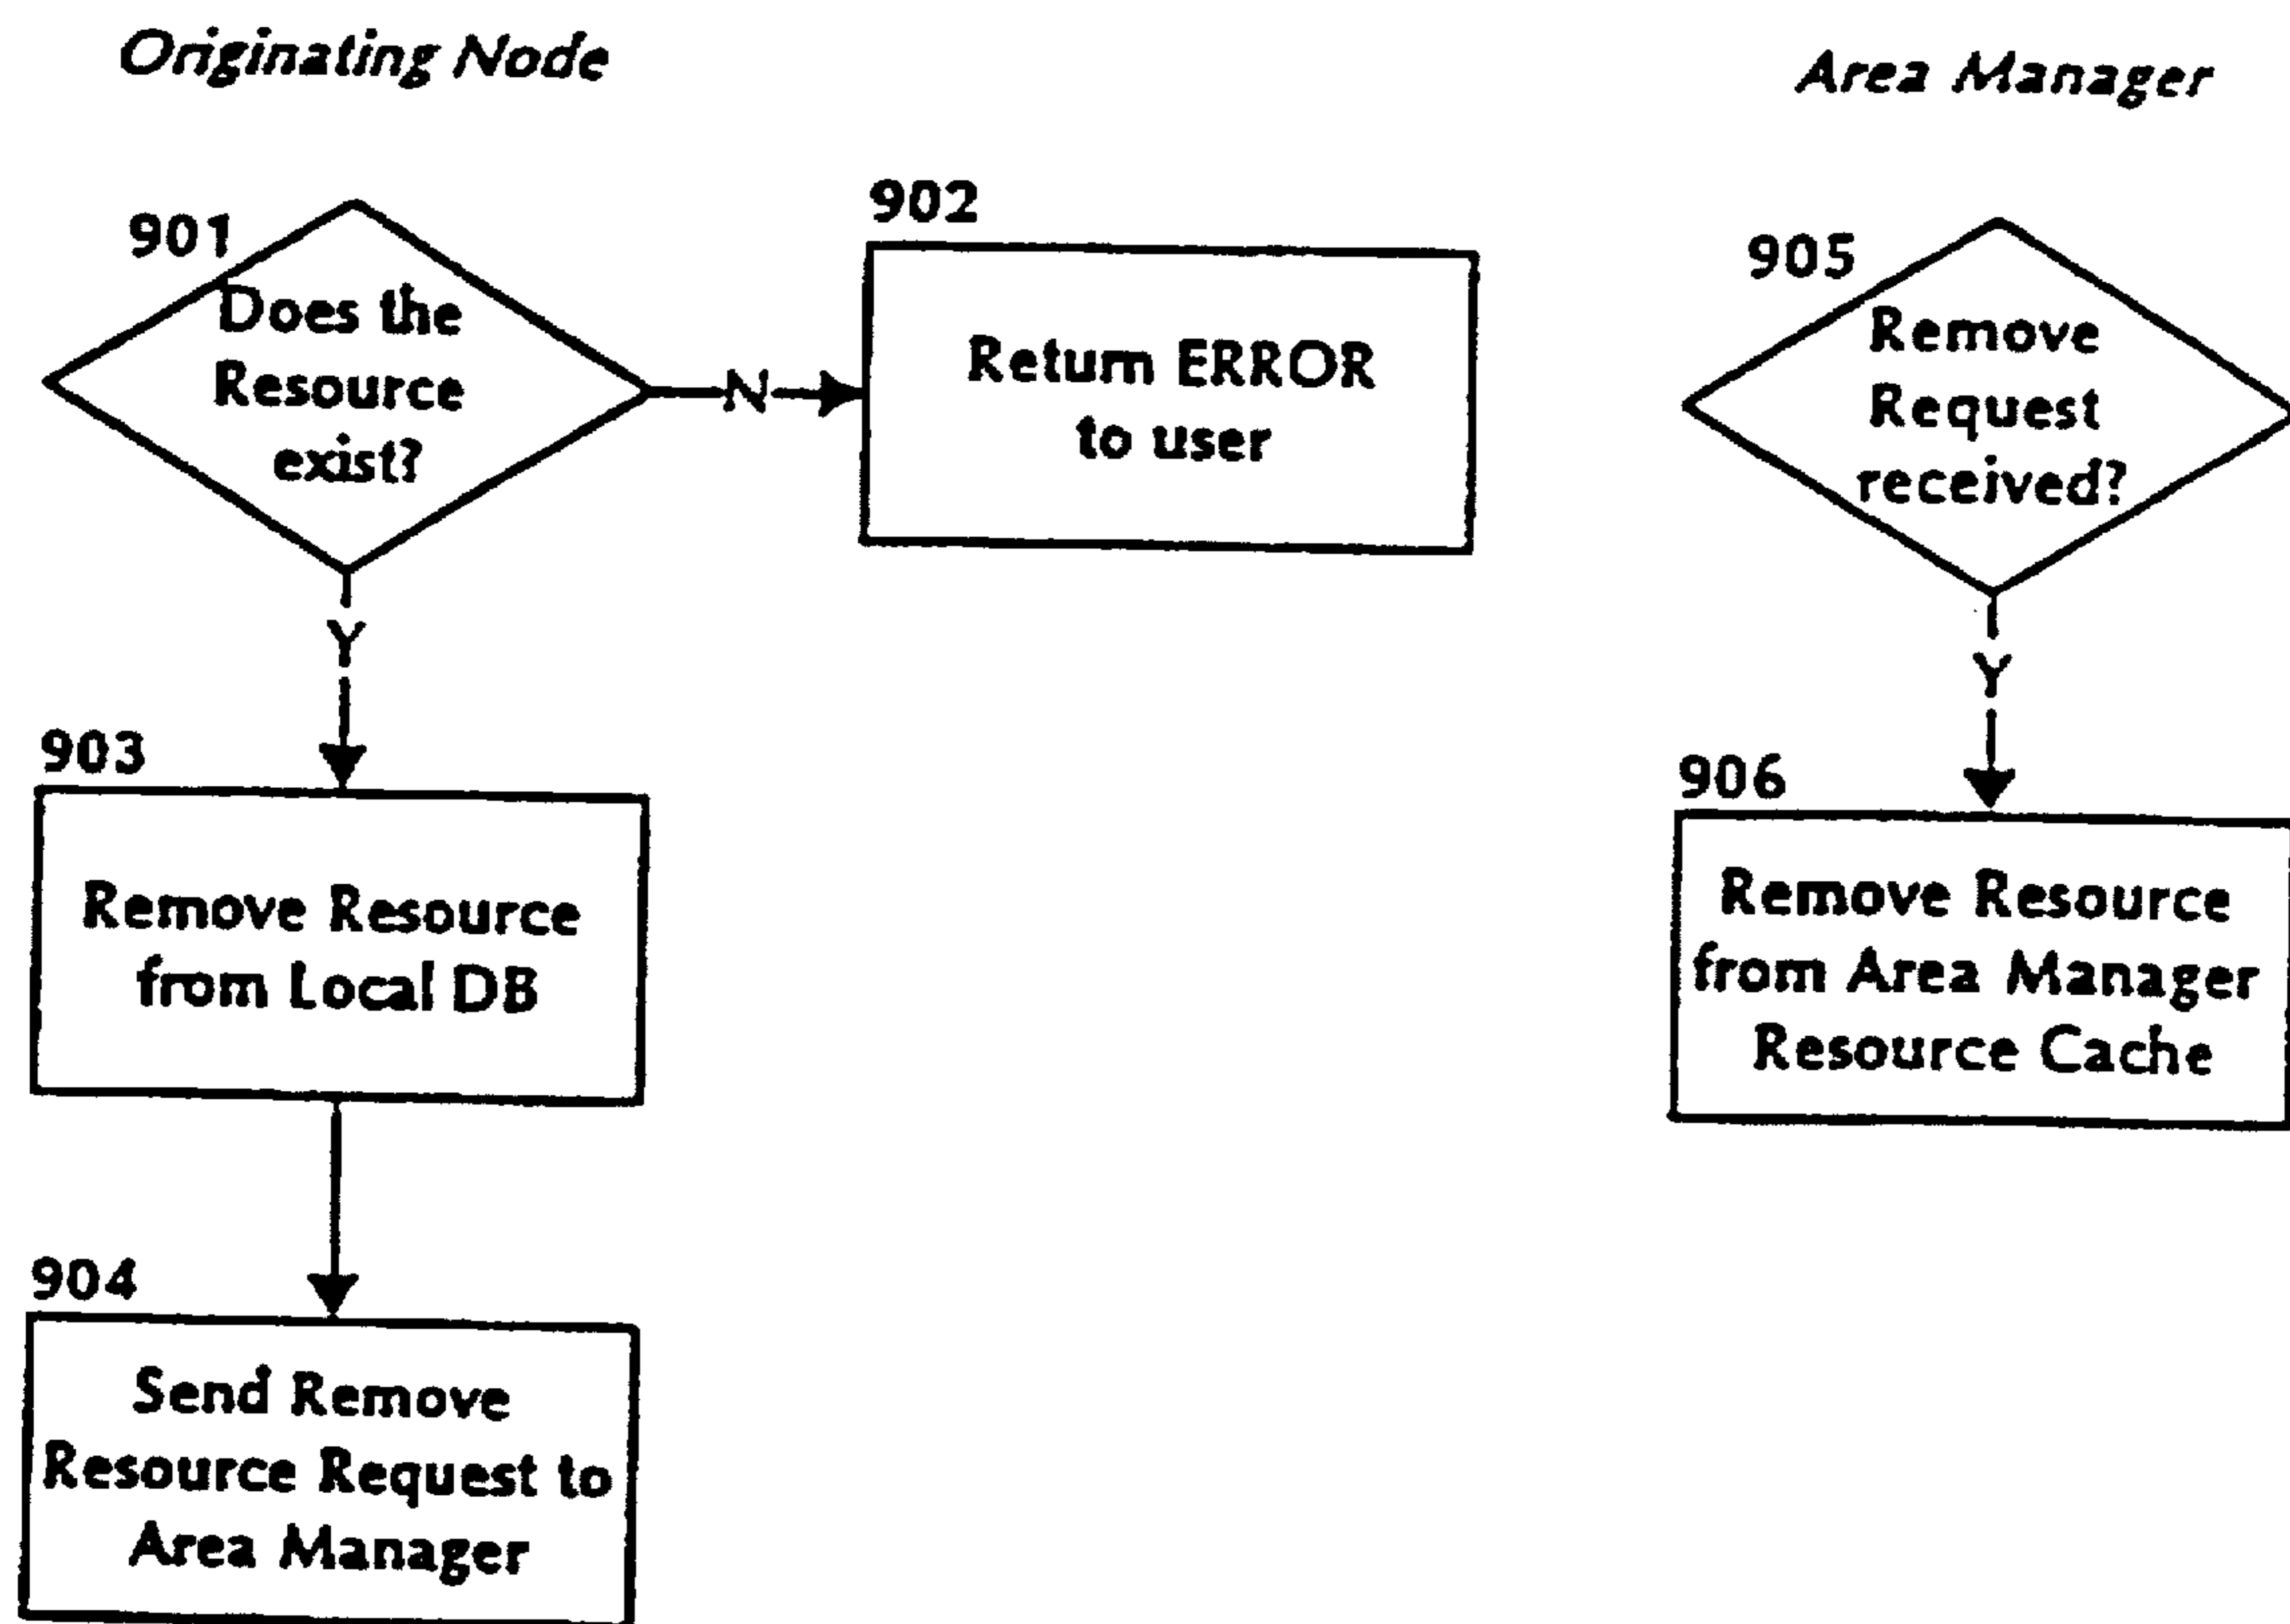 Originating Node
Area Manager
901
Does the
Resource
exist?
N
902
Return ERROR
to user
Y
903
Remove Resource
from Local DB
904
Send Remove
Resource Request to
Area Manager
905
Remove
Request
received?
Y
906
Remove Resource
from Area Manager
Resource Cache